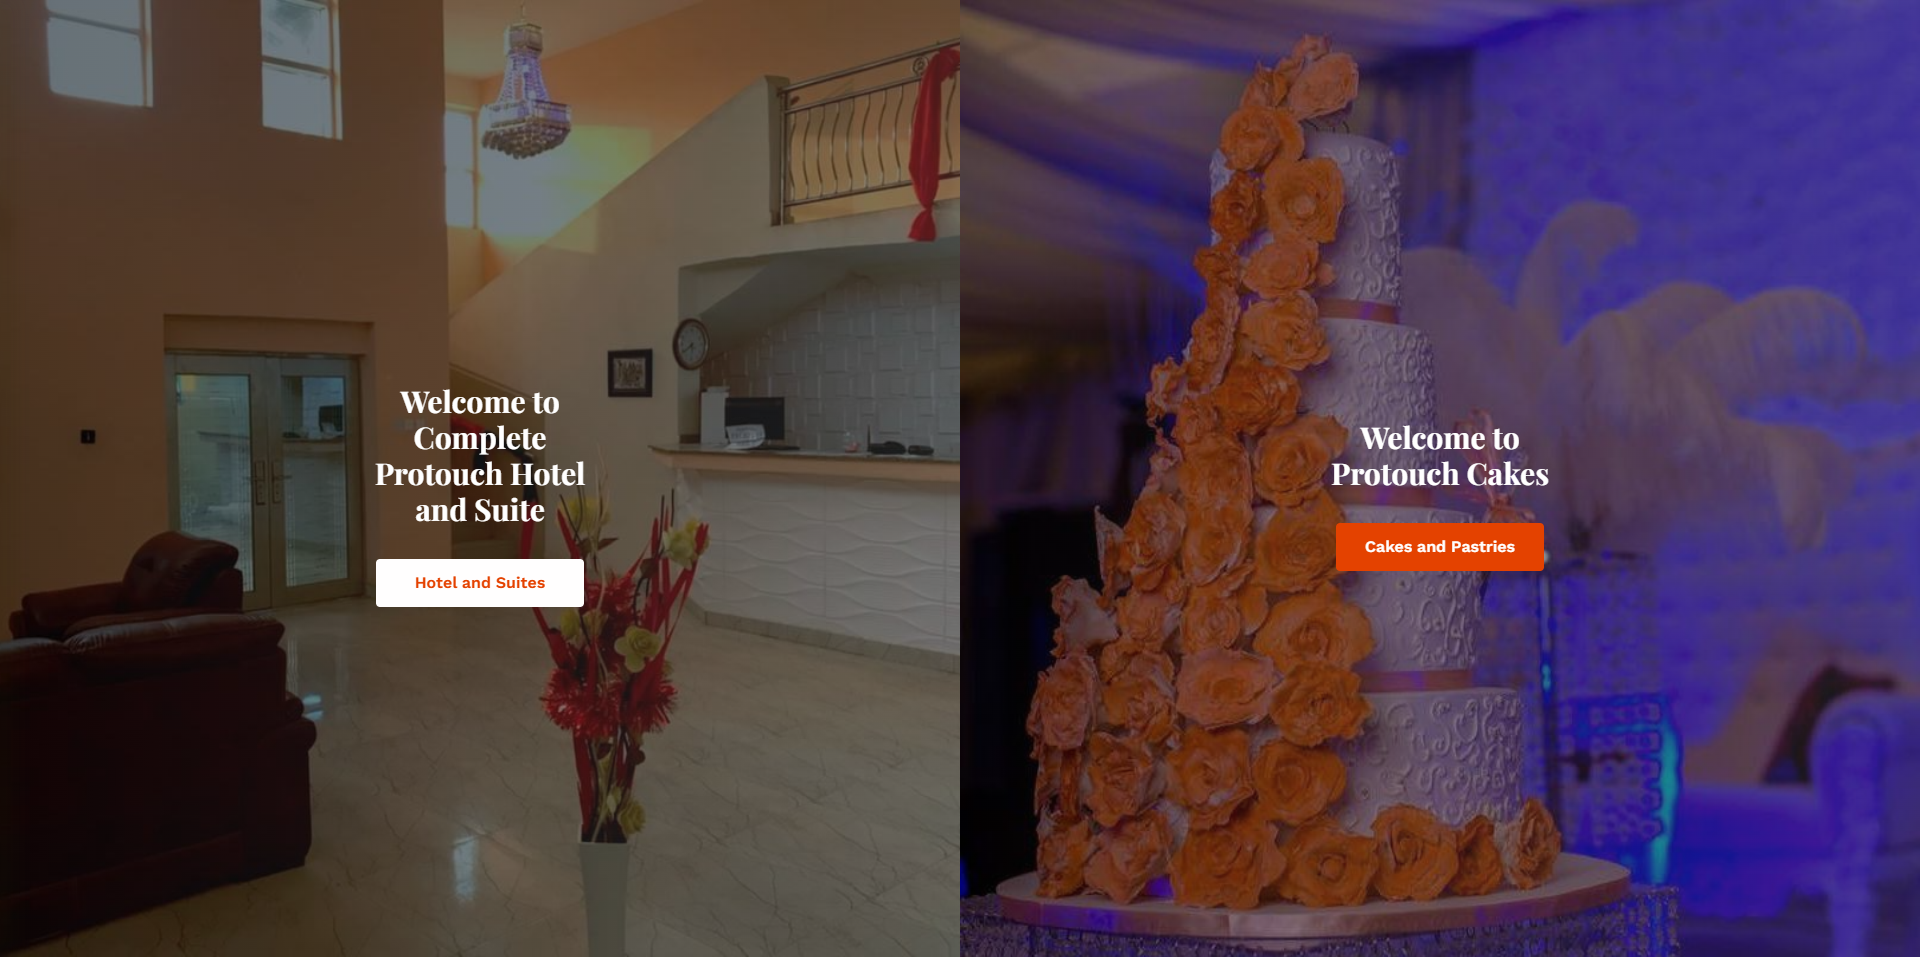 Welcome to
Complete
Protouch Hotel
and Suite
Hotel and Suites
Welcome to
Protouch Cakes
Cakes and Pastries